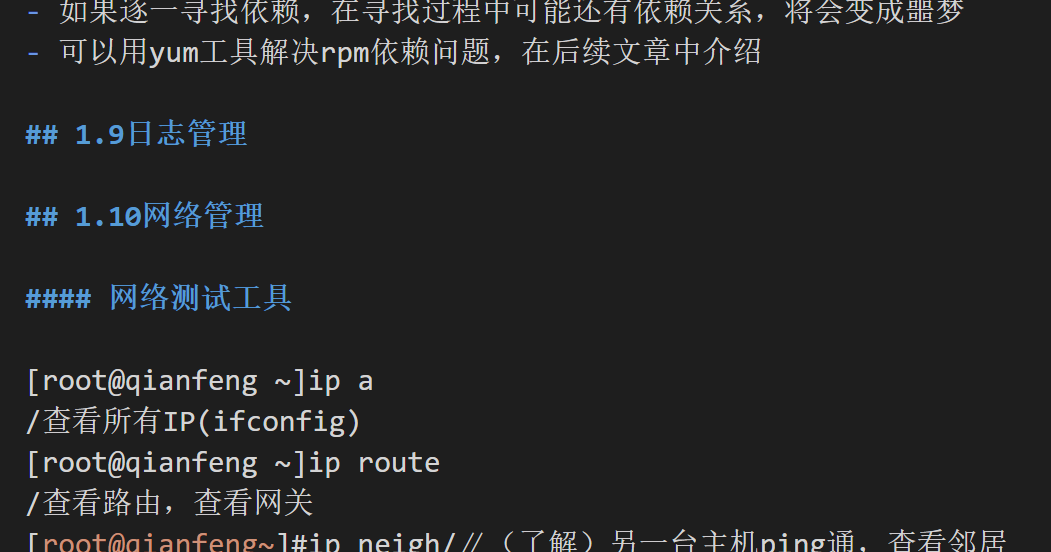 - 如果逐一寻找依赖，在寻找过程中可能还有依赖关系，将会变成噩梦
- 可以用yum工具解决rpm依赖问题，在后续文章中介绍
## 1.9日志管理
## 1.10网络管理
#### 网络测试工具
[root@qianfeng ~]ip a
/查看所有IP(ifconfig)
[root@qianfeng ~]ip route
/查看路由，查看网关
[root@qianfeng~]#ip neigh/∥（了解）另一台主机ping通，查看邻居